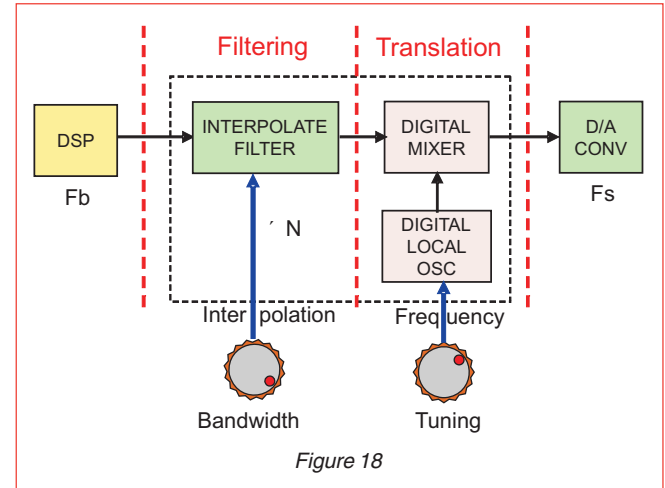 Filtering
Translation
DSP
Fb
INTERPOLATE
FILTER
DIGITAL
MIXER
D/A
CONV
Fs
´ N
DIGITAL
LOCAL
OSC
Inter polation
Frequency
Bandwidth
Tuning
Figure 18